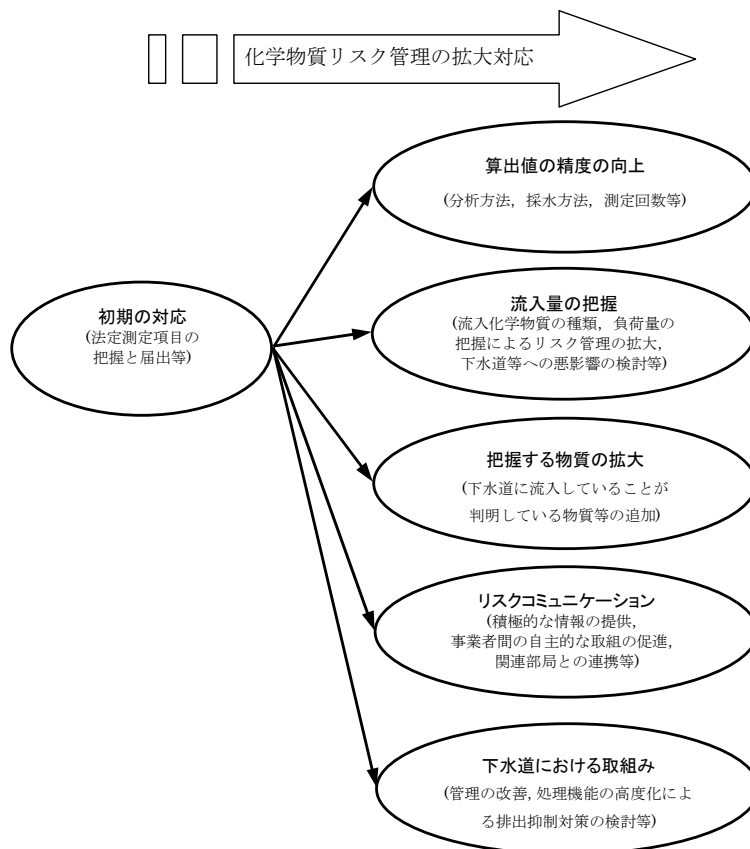 化学物質リスク管理の拡大対応
算出値の精度の向上
(分析方法, 採水方法, 測定回数等)
初期の対応
(法定測定項目の
把握と届出等)
流入量の把握
(流入化学物質の種類, 負荷量の
把握によるリスク管理の拡大,
下水道等への悪影響の検討等)
把握する物質の拡大
(下水道に流入していることが
判明している物質等の追加)
リスクコミュニケーション
(積極的な情報の提供,
事業者間の自主的な取組の促進,
関連部局との連携等)
下水道における取組み
(管理の改善, 処理機能の高度化によ
る排出抑制対策の検討等)